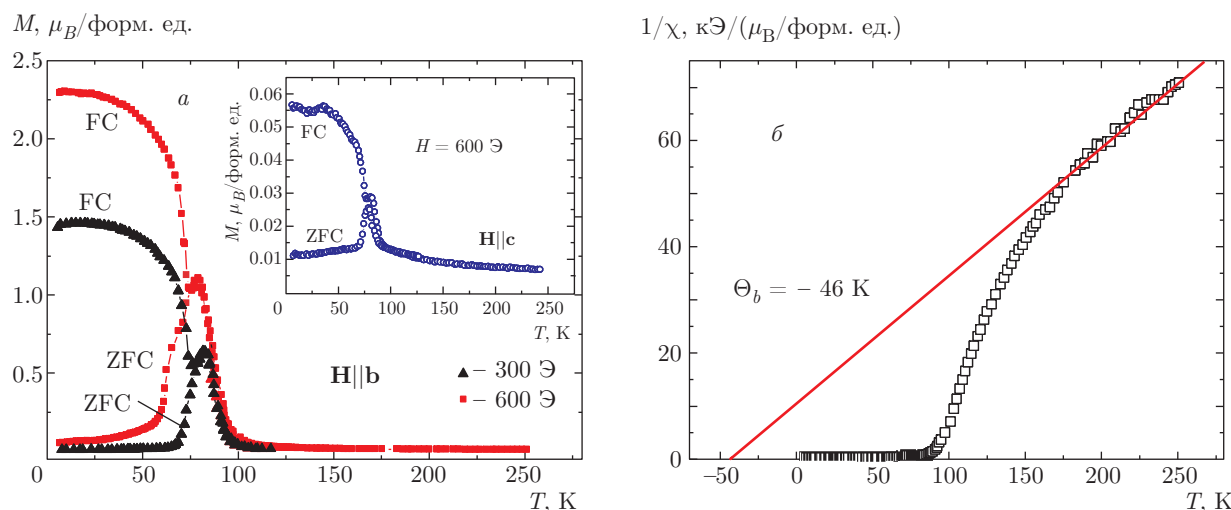 M, μ_B/форм. ед.
2.5
2.0
1.5
1.0
0.5
0
50
100
150
200
250
T, K
а
FC
FC
ZFC
ZFC
H||b
– 300 Э
– 600 Э
M, μ_B/форм. ед.
0.06
0.05
0.04
0.03
0.02
0.01
0
50
100
150
200
250
T, K
FC
ZFC
H = 600 Э
H||c
1/χ, кЭ/(μ_B/форм. ед.)
60
40
20
0
–50
0
50
100
150
200
250
T, K
б
Θ_b = – 46 K